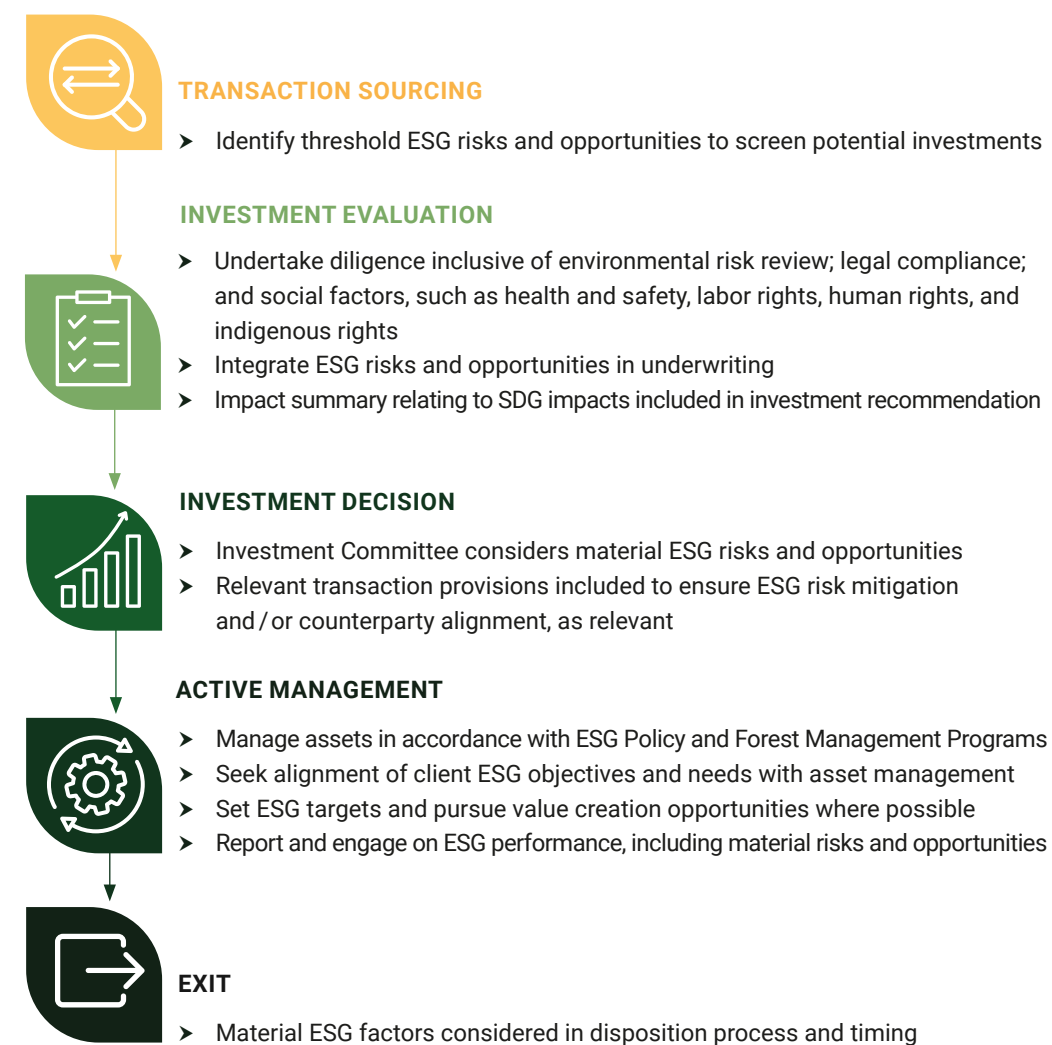 TRANSACTION SOURCING
➤ Identify threshold ESG risks and opportunities to screen potential investments
INVESTMENT EVALUATION
➤ Undertake diligence inclusive of environmental risk review; legal compliance;
and social factors, such as health and safety, labor rights, human rights, and
indigenous rights
➤ Integrate ESG risks and opportunities in underwriting
➤ Impact summary relating to SDG impacts included in investment recommendation
INVESTMENT DECISION
➤ Investment Committee considers material ESG risks and opportunities
➤ Relevant transaction provisions included to ensure ESG risk mitigation
and/or counterparty alignment, as relevant
ACTIVE MANAGEMENT
➤ Manage assets in accordance with ESG Policy and Forest Management Programs
➤ Seek alignment of client ESG objectives and needs with asset management
➤ Set ESG targets and pursue value creation opportunities where possible
➤ Report and engage on ESG performance, including material risks and opportunities
EXIT
➤ Material ESG factors considered in disposition process and timing